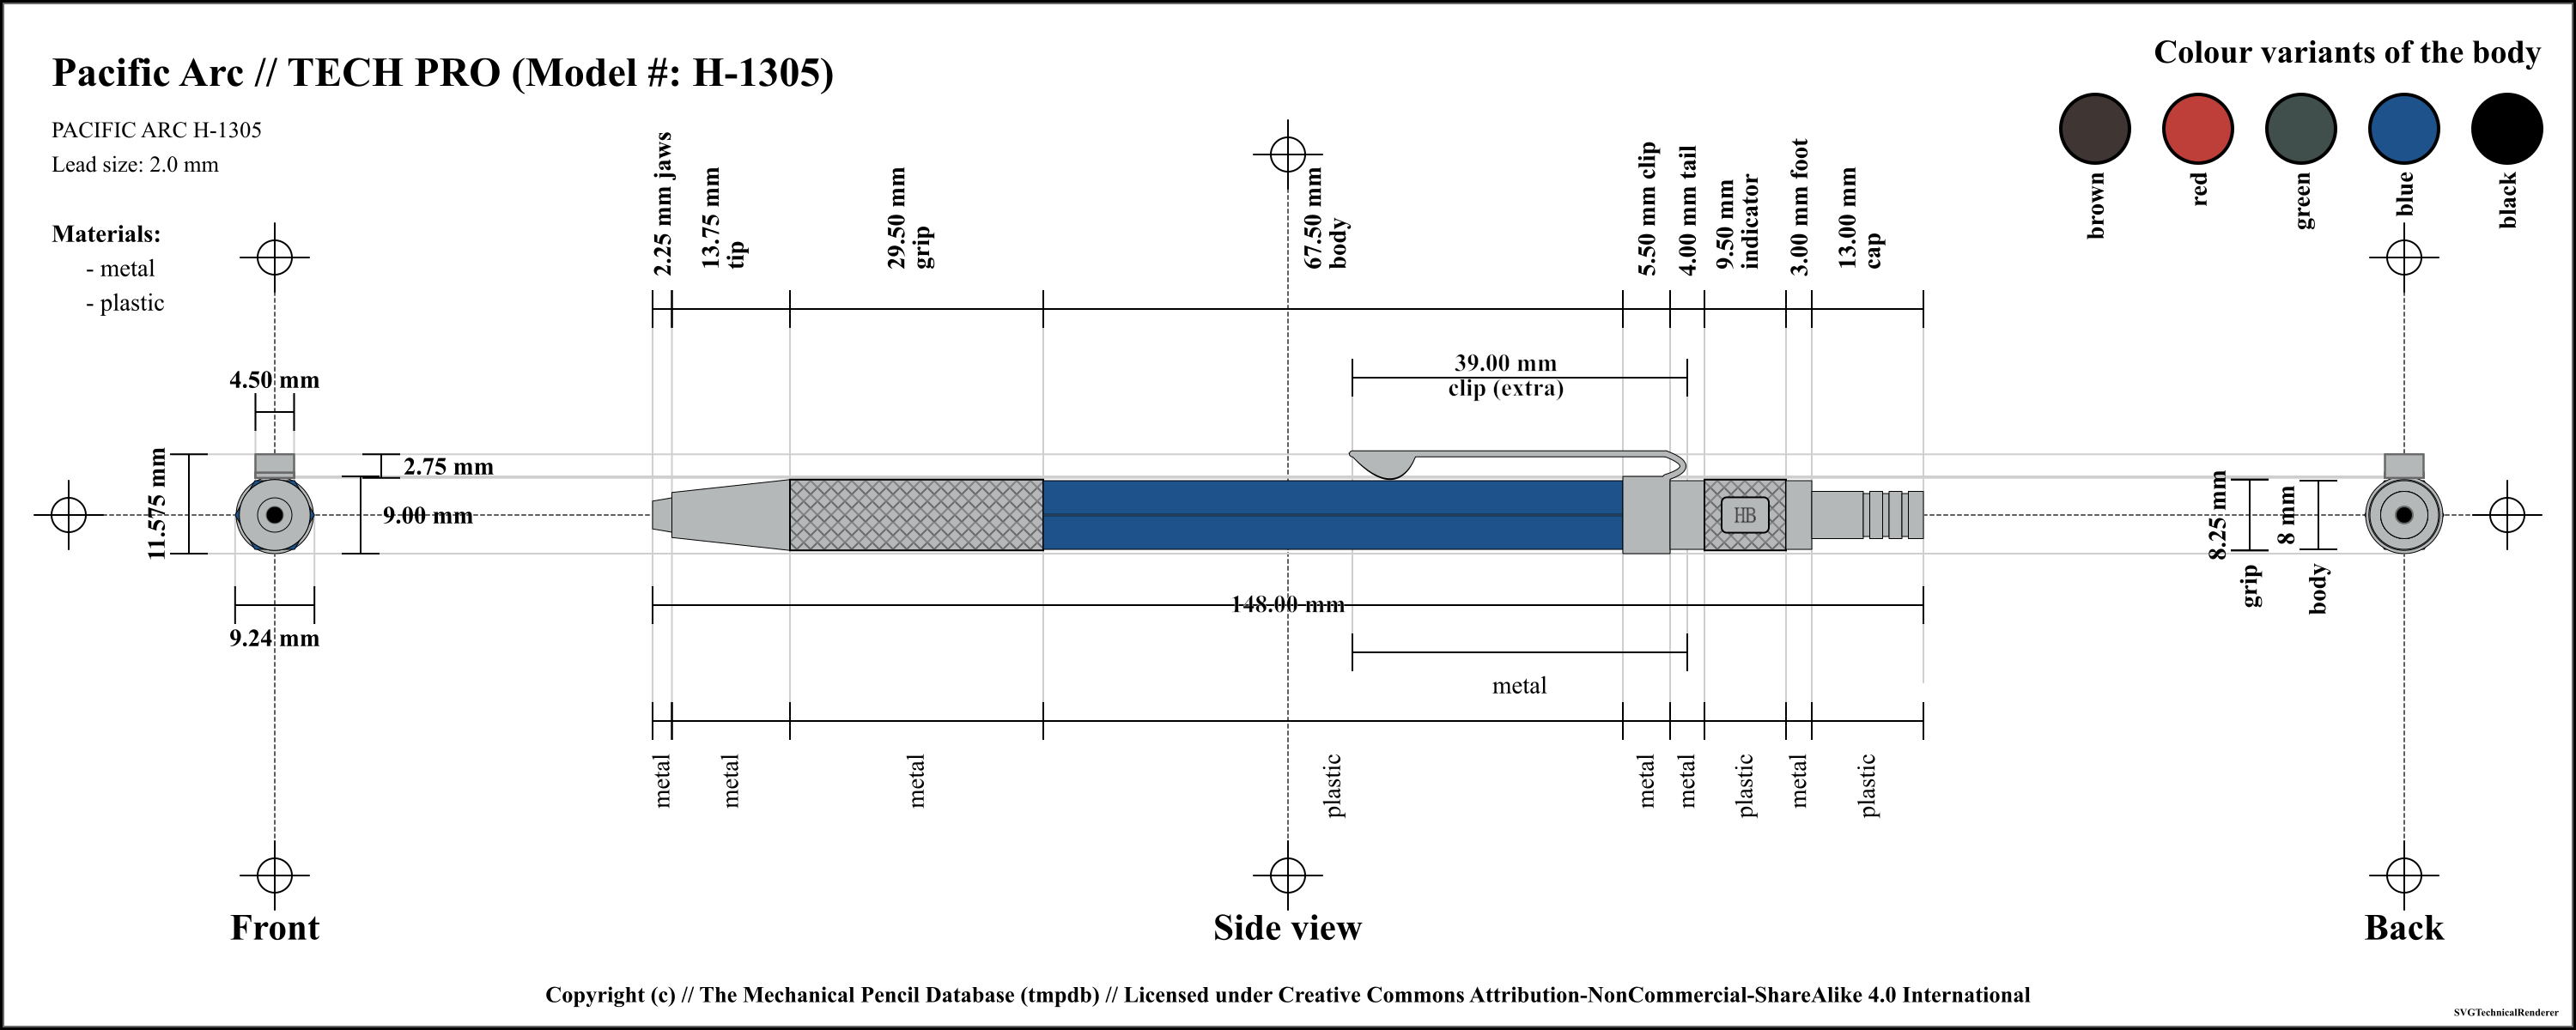 Pacific Arc // TECH PRO (Model #: H-1305)
PACIFIC ARC H-1305
Lead size: 2.0 mm
Materials:
- metal
- plastic
Colour variants of the body
brown
red
green
blue
black
2.25 mm jaws
13.75 mm
tip
29.50 mm
grip
67.50 mm
body
5.50 mm clip
4.00 mm tail
9.50 mm
indicator
3.00 mm foot
13.00 mm
cap
39.00 mm
clip (extra)
4.50 mm
11.575 mm
2.75 mm
9.00 mm
9.24 mm
HB
8.25 mm
grip
8 mm
body
148.00 mm
metal
metal
metal
metal
plastic
metal
metal
plastic
metal
plastic
Front
Side view
Back
Copyright (c) // The Mechanical Pencil Database (tmpdb) // Licensed under Creative Commons Attribution-NonCommercial-ShareAlike 4.0 International
SVGTechnicalRenderer